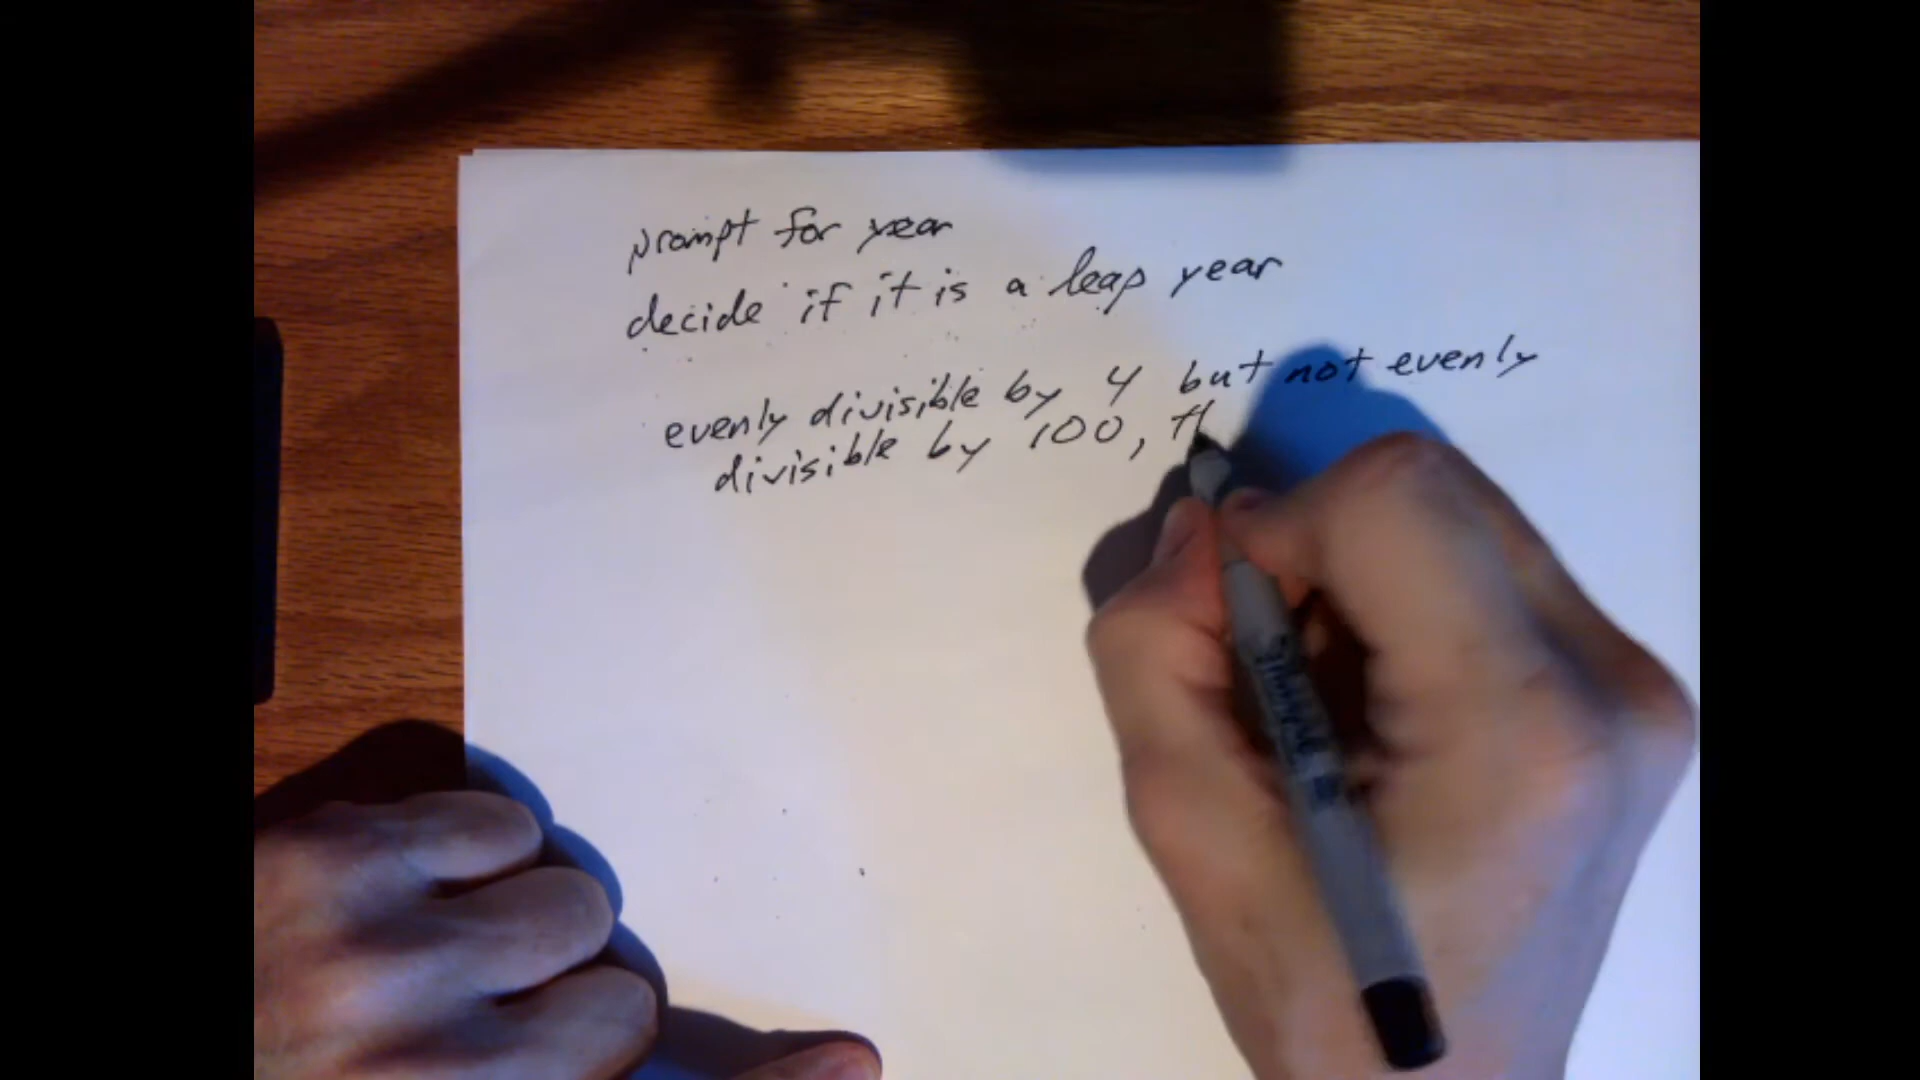 prompt for year
decide if it is a leap year
evenly divisible by 4 but not evenly
divisible by 100, th